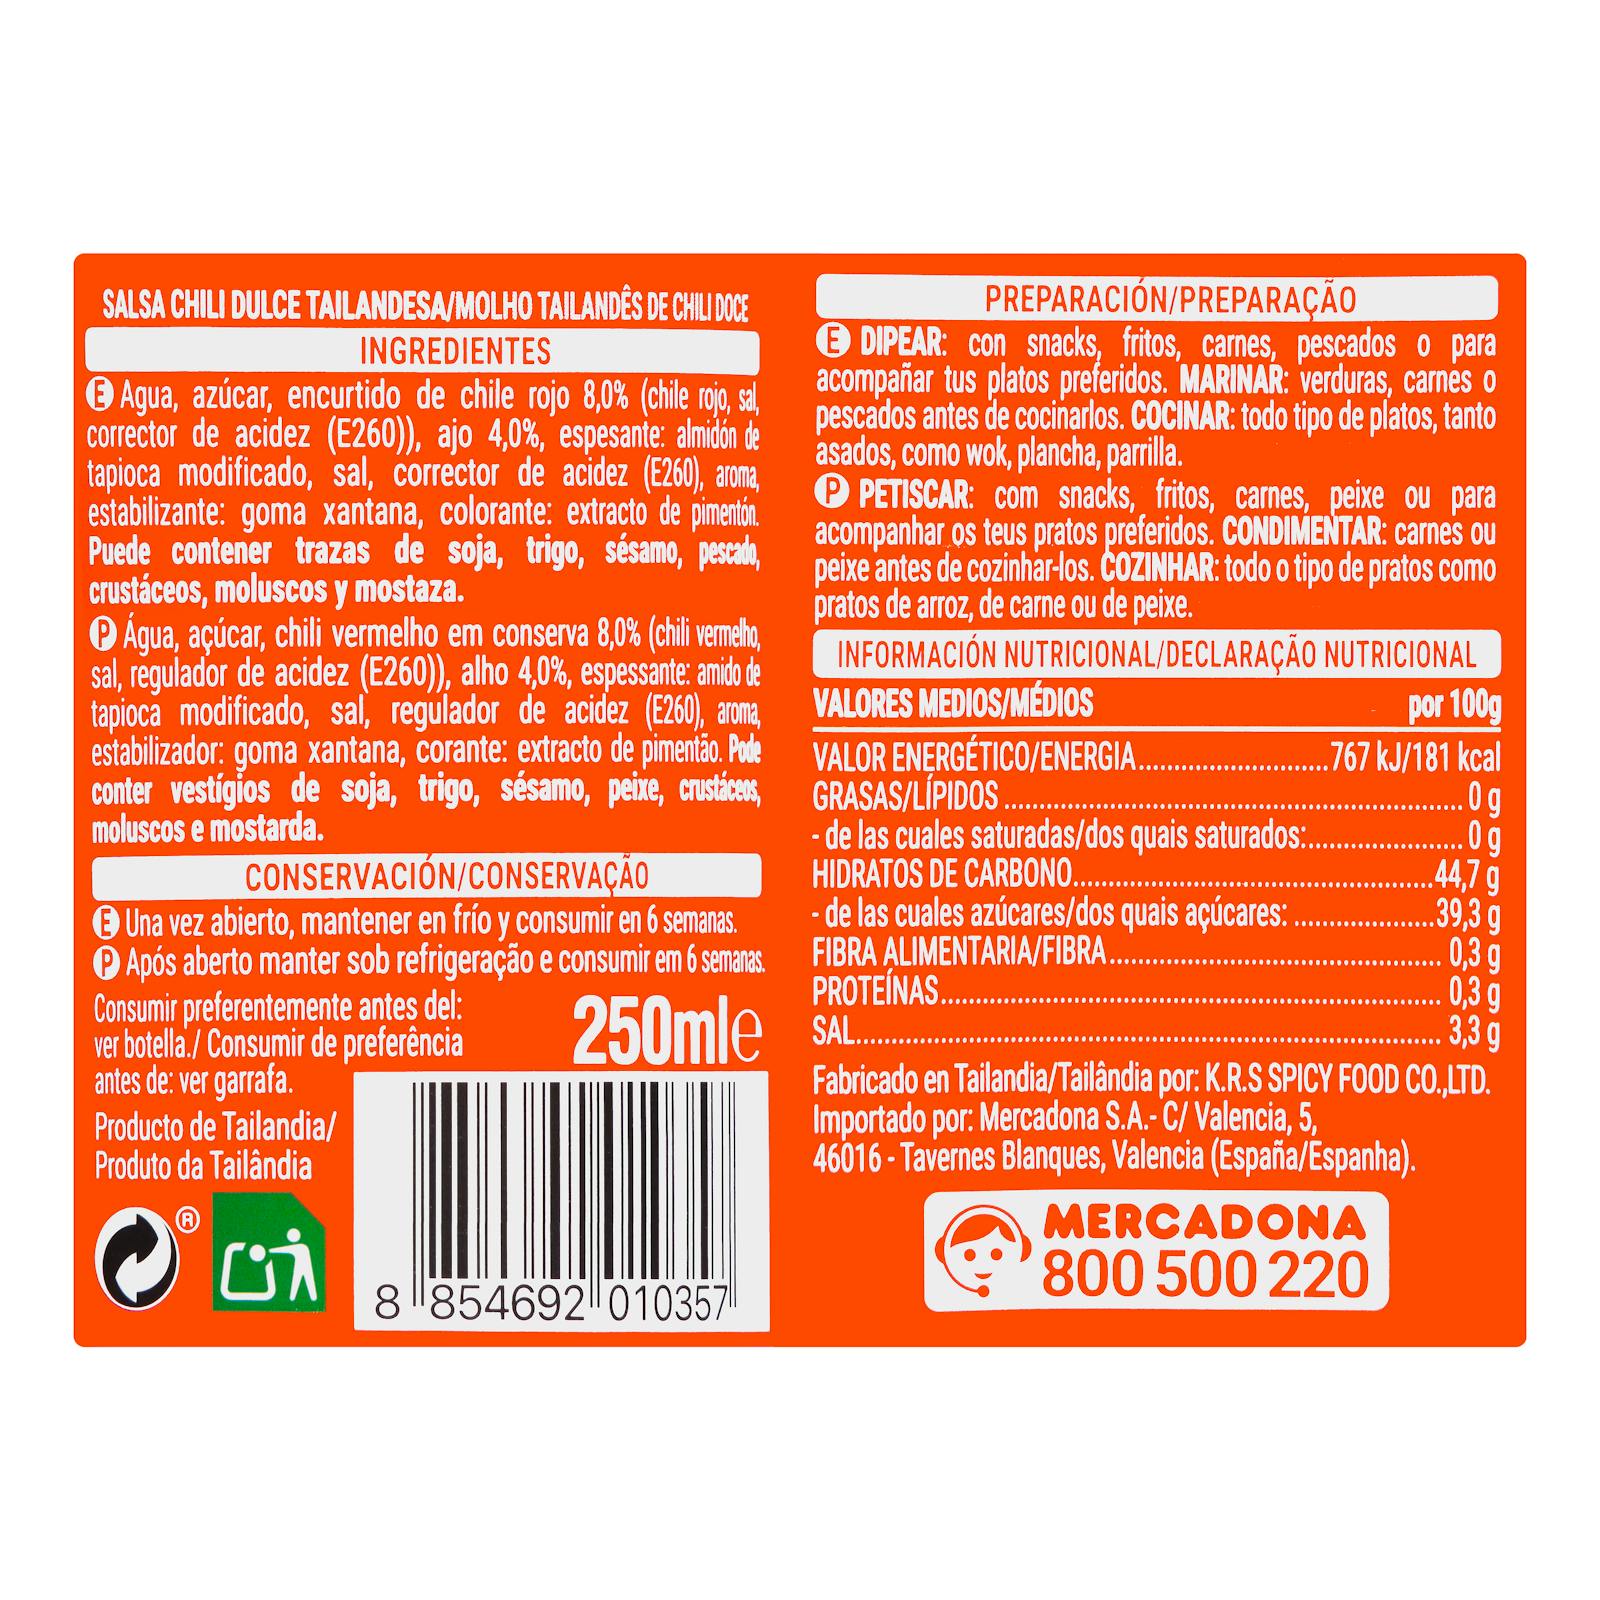 SALSA CHILI DULCE TAILANDESA/MOLHO TAILANDÊS DE CHILI DOCE
INGREDIENTES
E Agua, azúcar, encurtido de chile rojo 8,0% (chile rojo, sal,
corrector de acidez (E260)), ajo 4,0%, espesante: almidón de
tapioca modificado, sal, corrector de acidez (E260), aroma,
estabilizante: goma xantana, colorante: extracto de pimentón.
Puede contener trazas de soja, trigo, sésamo, pescado,
crustáceos, moluscos y mostaza.
P Água, açúcar, chili vermelho em conserva 8,0% (chili vermelho,
sal, regulador de acidez (E260)), alho 4,0%, espessante: amido de
tapioca modificado, sal, regulador de acidez (E260), aroma,
estabilizador: goma xantana, corante: extracto de pimentão. Pode
conter vestígios de soja, trigo, sésamo, peixe, crustáceos,
moluscos e mostarda.
CONSERVACIÓN/CONSERVAÇÃO
E Una vez abierto, mantener en frío y consumir en 6 semanas.
P Após aberto manter sob refrigeração e consumir em 6 semanas.
Consumir preferentemente antes del:
ver botella./ Consumir de preferência
antes de: ver garrafa.
250ml e
Producto de Tailandia/
Produto da Tailândia
®
8 854692 010357
PREPARACIÓN/PREPARAÇÃO
E DIPEAR: con snacks, fritos, carnes, pescados o para
acompañar tus platos preferidos. MARINAR: verduras, carnes o
pescados antes de cocinarlos. COCINAR: todo tipo de platos, tanto
asados, como wok, plancha, parrilla.
P PETISCAR: com snacks, fritos, carnes, peixe ou para
acompanhar os teus pratos preferidos. CONDIMENTAR: carnes ou
peixe antes de cozinhar-los. COZINHAR: todo o tipo de pratos como
pratos de arroz, de carne ou de peixe.
INFORMACIÓN NUTRICIONAL/DECLARAÇÃO NUTRICIONAL
VALORES MEDIOS/MÉDIOS por 100g
VALOR ENERGÉTICO/ENERGIA........................767 kJ/181 kcal
GRASAS/LÍPIDOS ........................ 0 g
- de las cuales saturadas/dos quais saturados:........................ 0 g
HIDRATOS DE CARBONO........................44,7 g
- de las cuales azúcares/dos quais açúcares: ........................39,3 g
FIBRA ALIMENTARIA/FIBRA........................ 0,3 g
PROTEÍNAS........................ 0,3 g
SAL........................ 3,3 g
Fabricado en Tailandia/Tailândia por: K.R.S SPICY FOOD CO.,LTD.
Importado por: Mercadona S.A.- C/ Valencia, 5,
46016 - Tavernes Blanques, Valencia (España/Espanha).
MERCADONA
800 500 220